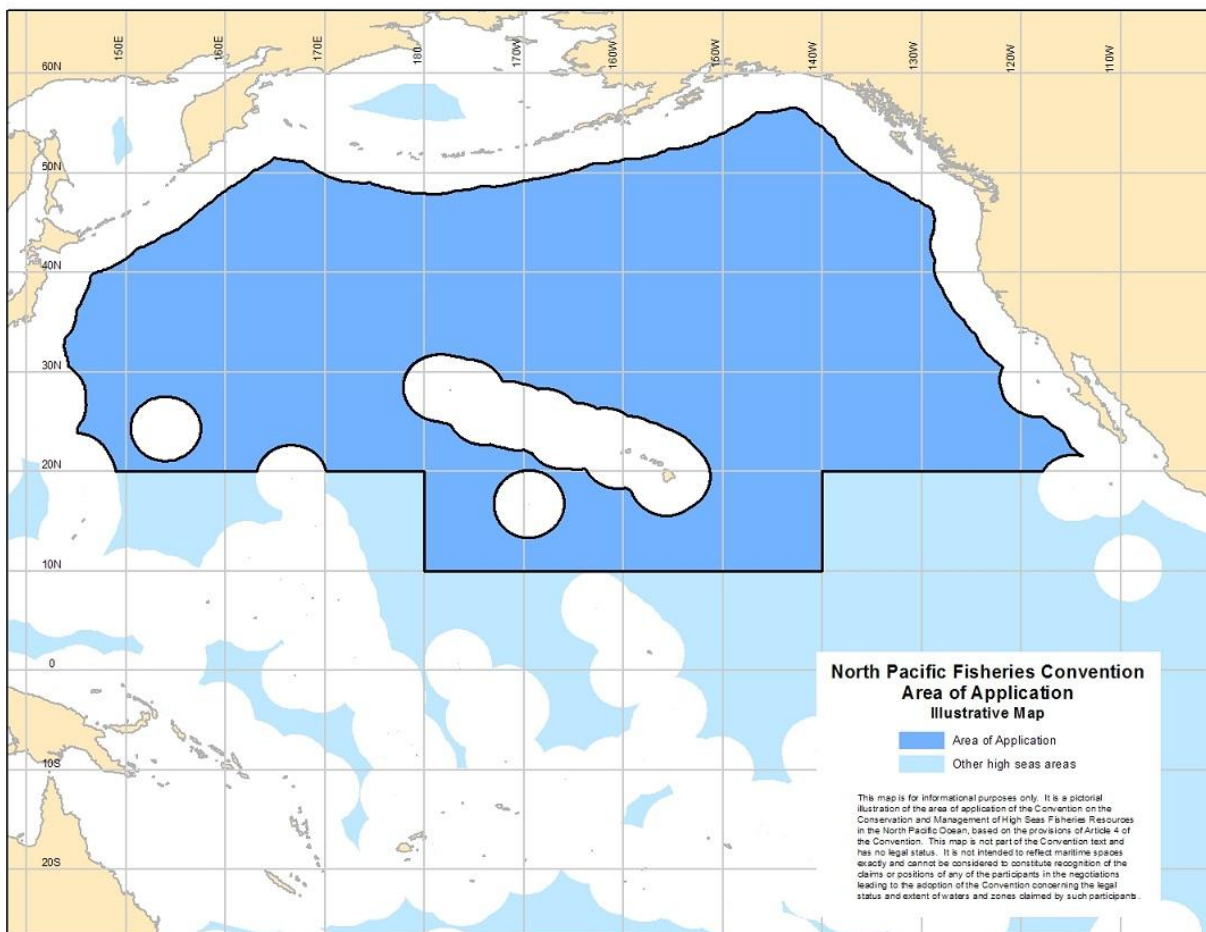 150E
160E
170E
180
170W
160W
150W
140W
130W
120W
110W
60N
50N
40N
30N
20N
10N
0
10S
20S
North Pacific Fisheries Convention
Area of Application
Illustrative Map
Area of Application
Other high seas areas
This map is for informational purposes only. It is a pictorial
illustration of the area of application of the Convention on the
Conservation and Management of High Seas Fisheries Resources
in the North Pacific Ocean, based on the provisions of Article 4 of
the Convention. This map is not part of the Convention text and
has no legal status. It is not intended to reflect maritime spaces
exactly and cannot be considered to constitute recognition of the
claims or positions of any of the participants in the negotiations
leading to the adoption of the Convention concerning the legal
status and extent of waters and zones claimed by such participants.